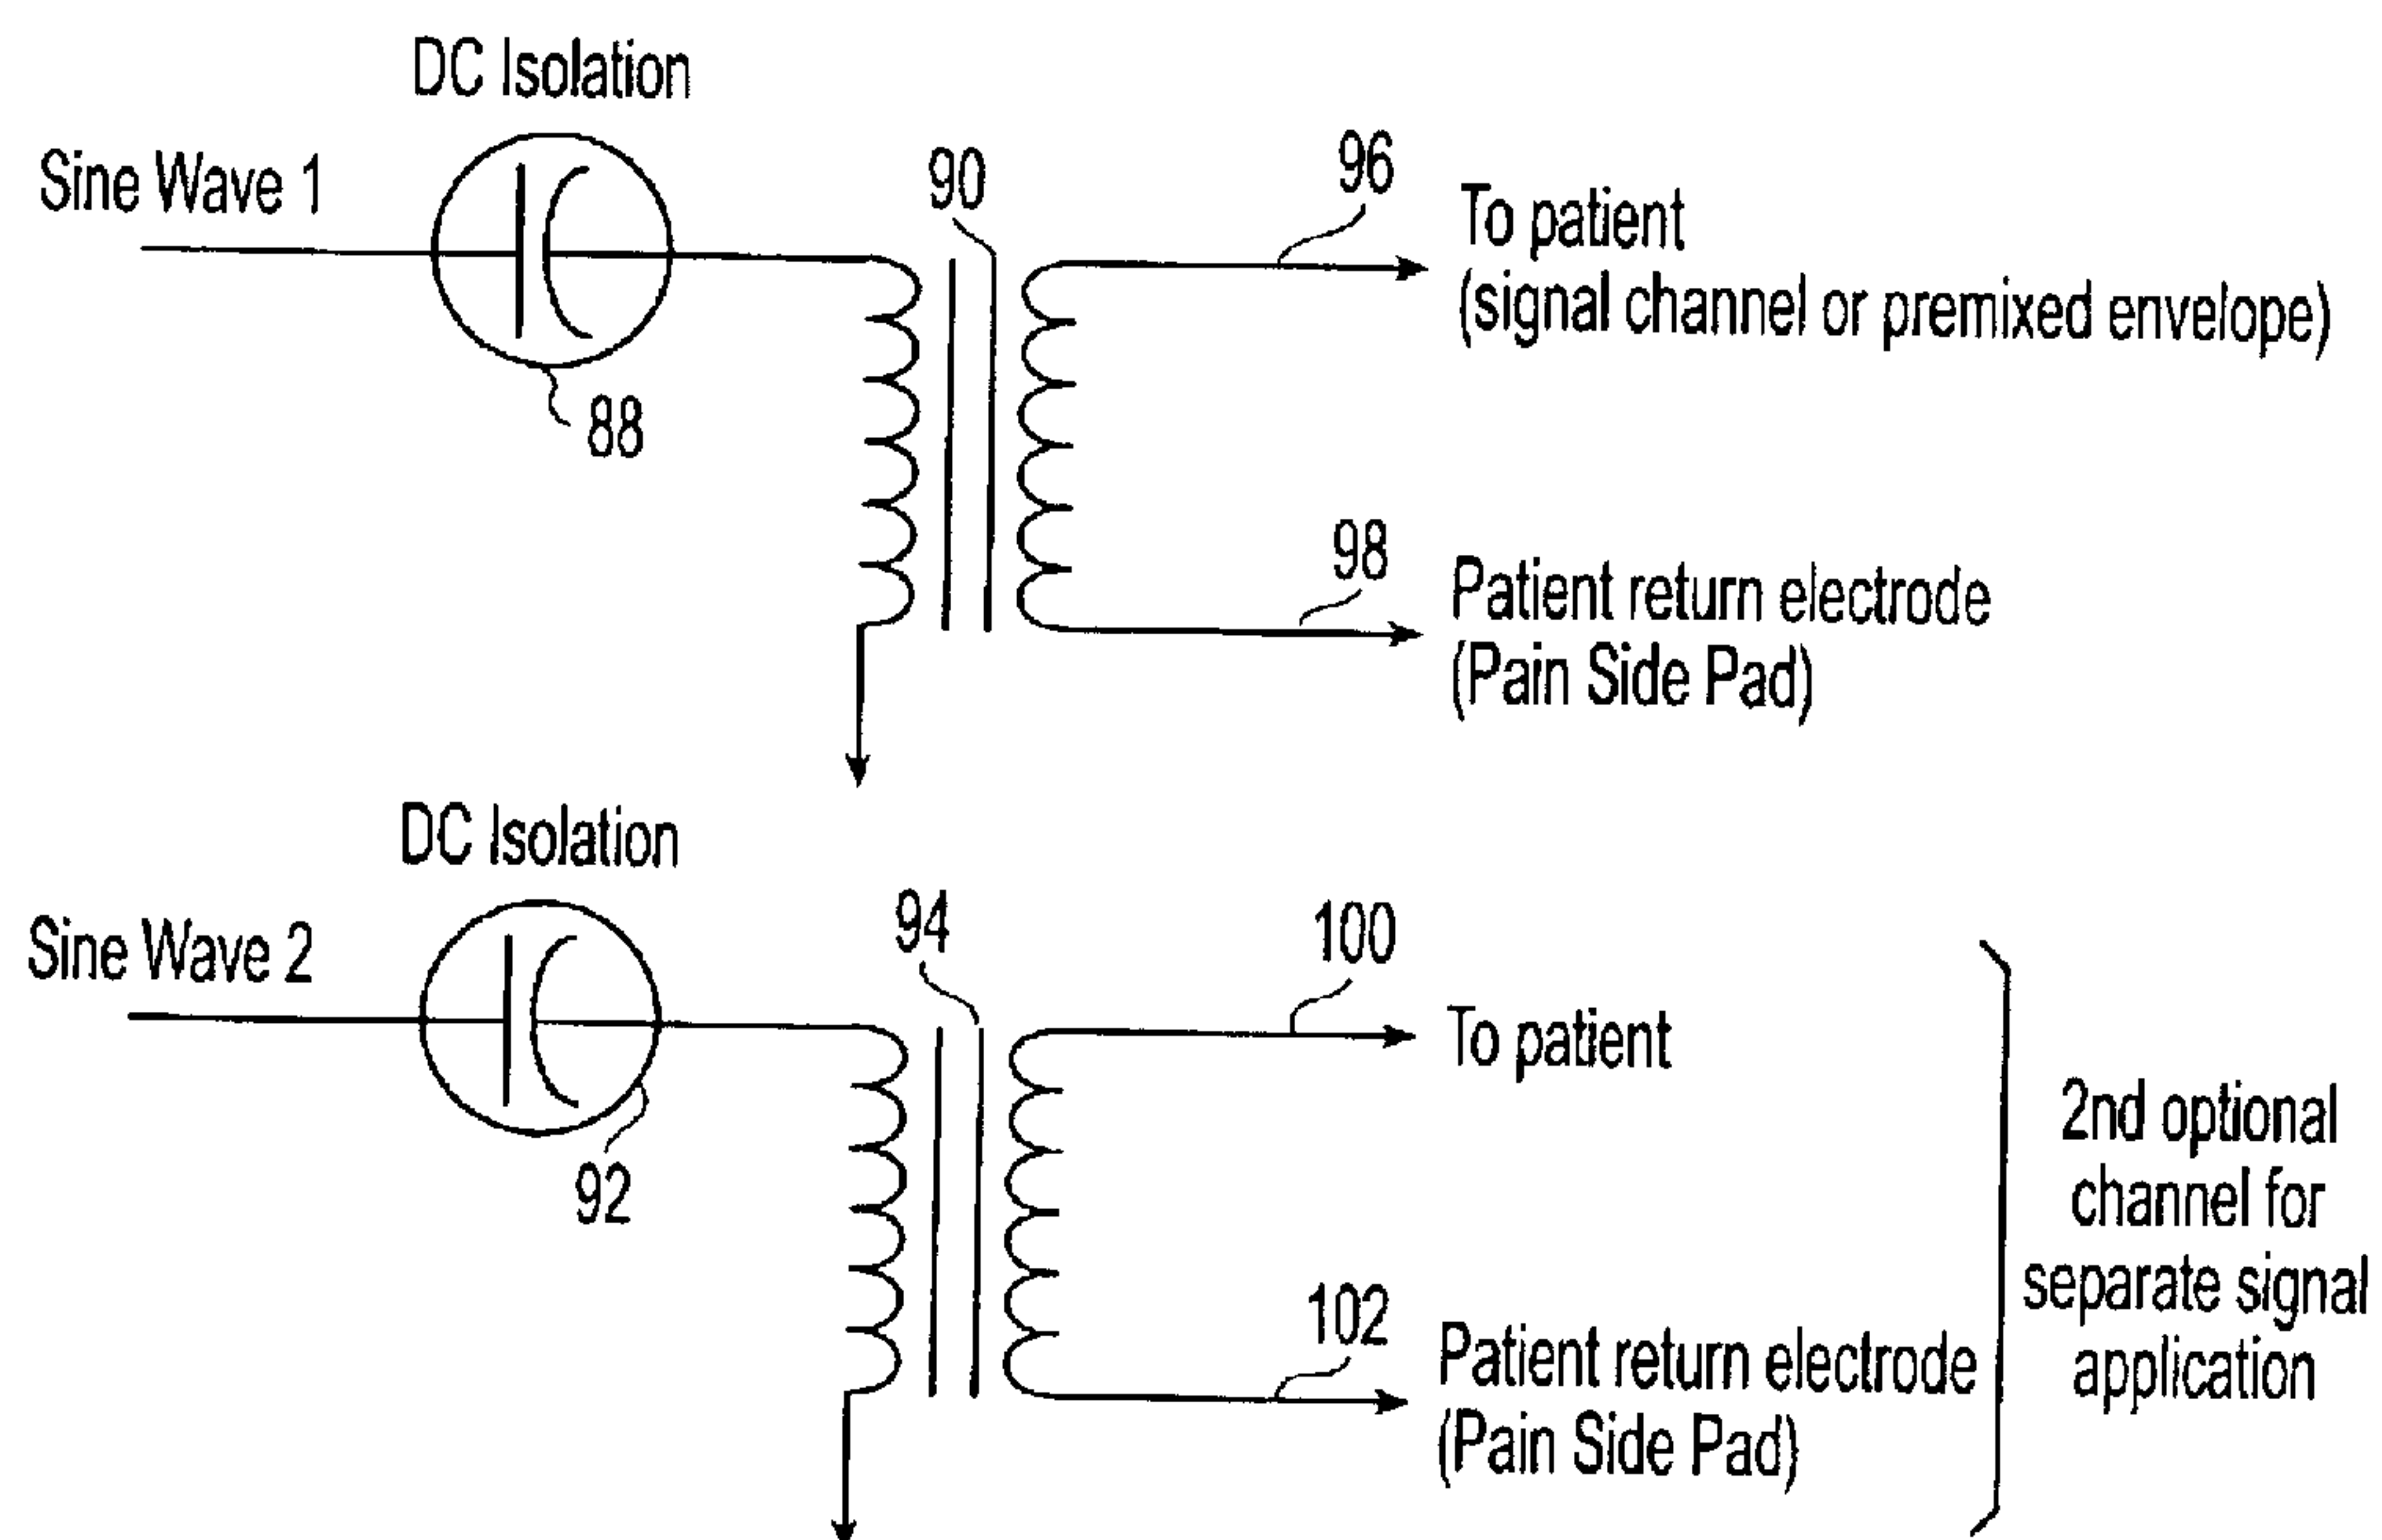 DC Isolation
Sine Wave 1
88
90
96
To patient
(signal channel or premixed envelope)
98
Patient return electrode
(Pain Side Pad)
DC Isolation
Sine Wave 2
92
94
100
To patient
102
Patient return electrode
(Pain Side Pad)
2nd optional
channel for
separate signal
application